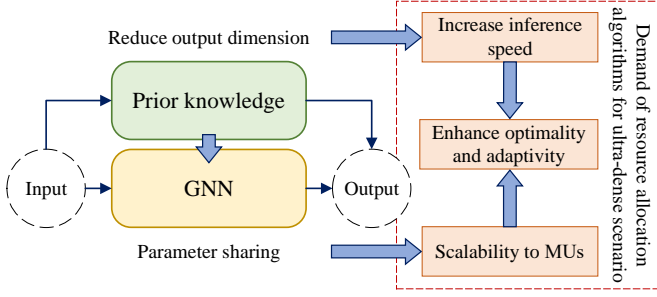 Reduce output dimension
Prior knowledge
Input
GNN
Output
Parameter sharing
Increase inference
speed
Enhance optimality
and adaptivity
Scalability to MUs
Demand of resource allocation
algorithms for ultra-dense scenario